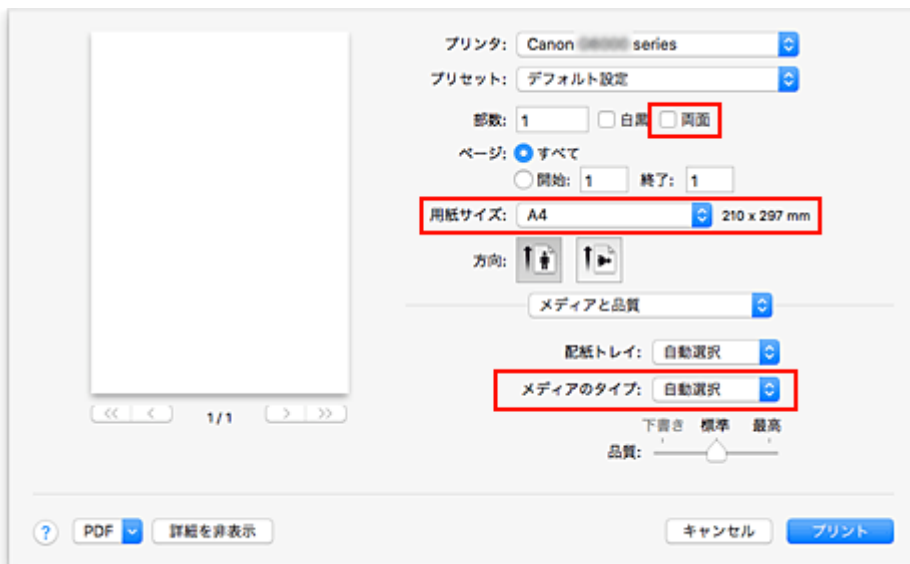 プリンタ: Canon series
プリセット: デフォルト設定
部数: 1 白黒 両面
ページ: すべて
開始: 1 終了: 1
用紙サイズ: A4 210 x 297 mm
方向:
メディアと品質
配紙トレイ: 自動選択
メディアのタイプ: 自動選択
下書き 標準 最高
品質:
<< < 1/1 > >>
? PDF 詳細を非表示 キャンセル プリント